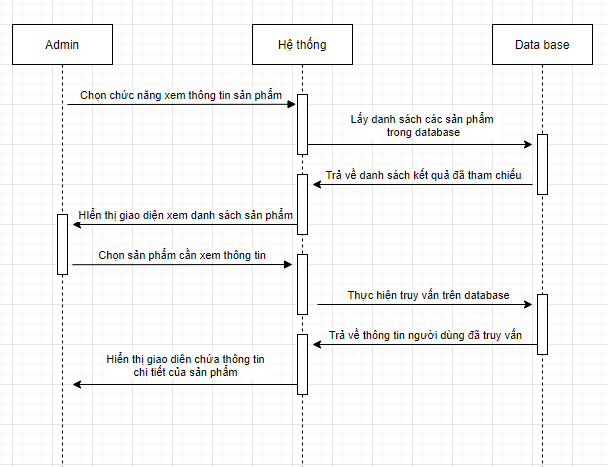 Admin
Hệ thống
Data base
Chọn chức năng xem thông tin sản phẩm
Lấy danh sách các sản phẩm
trong database
Trả về danh sách kết quả đã tham chiếu
HIển thị giao diện xem danh sách sản phẩm
Chọn sản phẩm cần xem thông tin
Thực hiện truy vấn trên database
Trả về thông tin người dùng đã truy vấn
Hiển thị giao diên chứa thông tin
chi tiết của sản phẩm